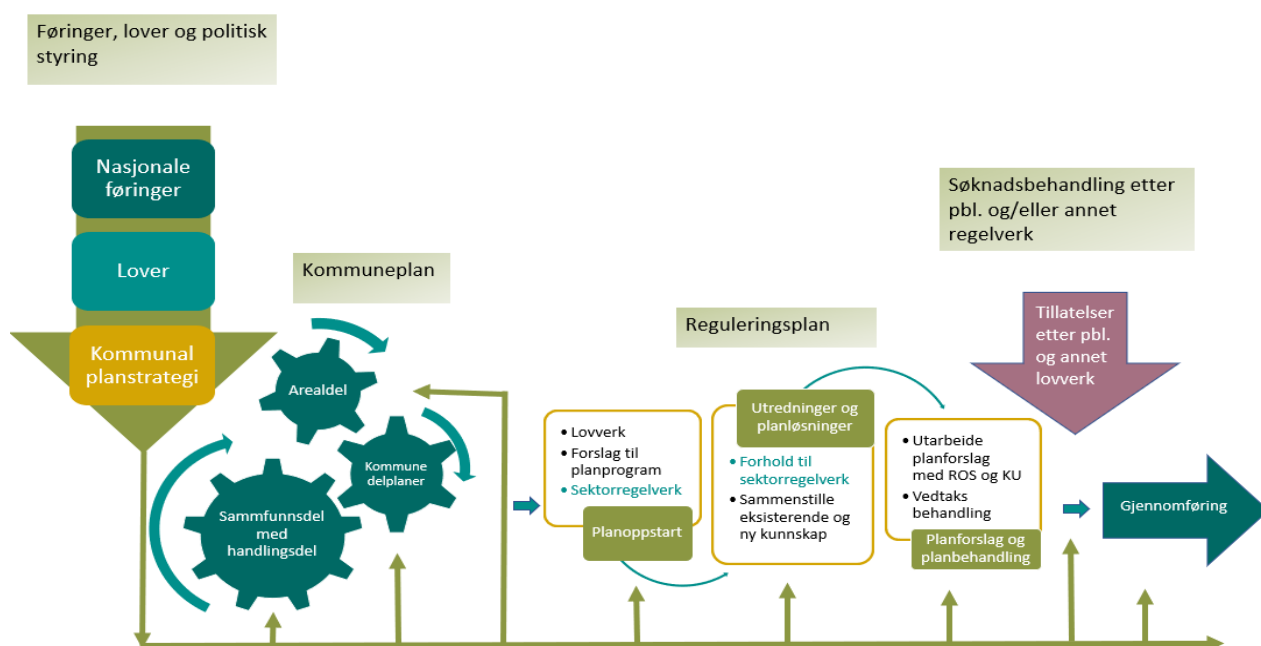 Føringer, lover og politisk
styring
Nasjonale
føringer
Lover
Kommunal
planstrategi
Kommuneplan
Arealdel
Kommune
delplaner
Sammfunnsdel
med
handlingsdel
Reguleringsplan
• Lovverk
• Forslag til
planprogram
• Sektorregelverk
Planoppstart
Utredninger og
planløsninger
• Forhold til
sektorregelverk
• Sammenstille
eksisterende og
ny kunnskap
• Utarbeide
planforslag
med ROS og KU
• Vedtaks
behandling
Planforslag og
planbehandling
Søknadsbehandling etter
pbl. og/eller annet
regelverk
Tillatelser
etter pbl.
og annet
lovverk
Gjennomføring